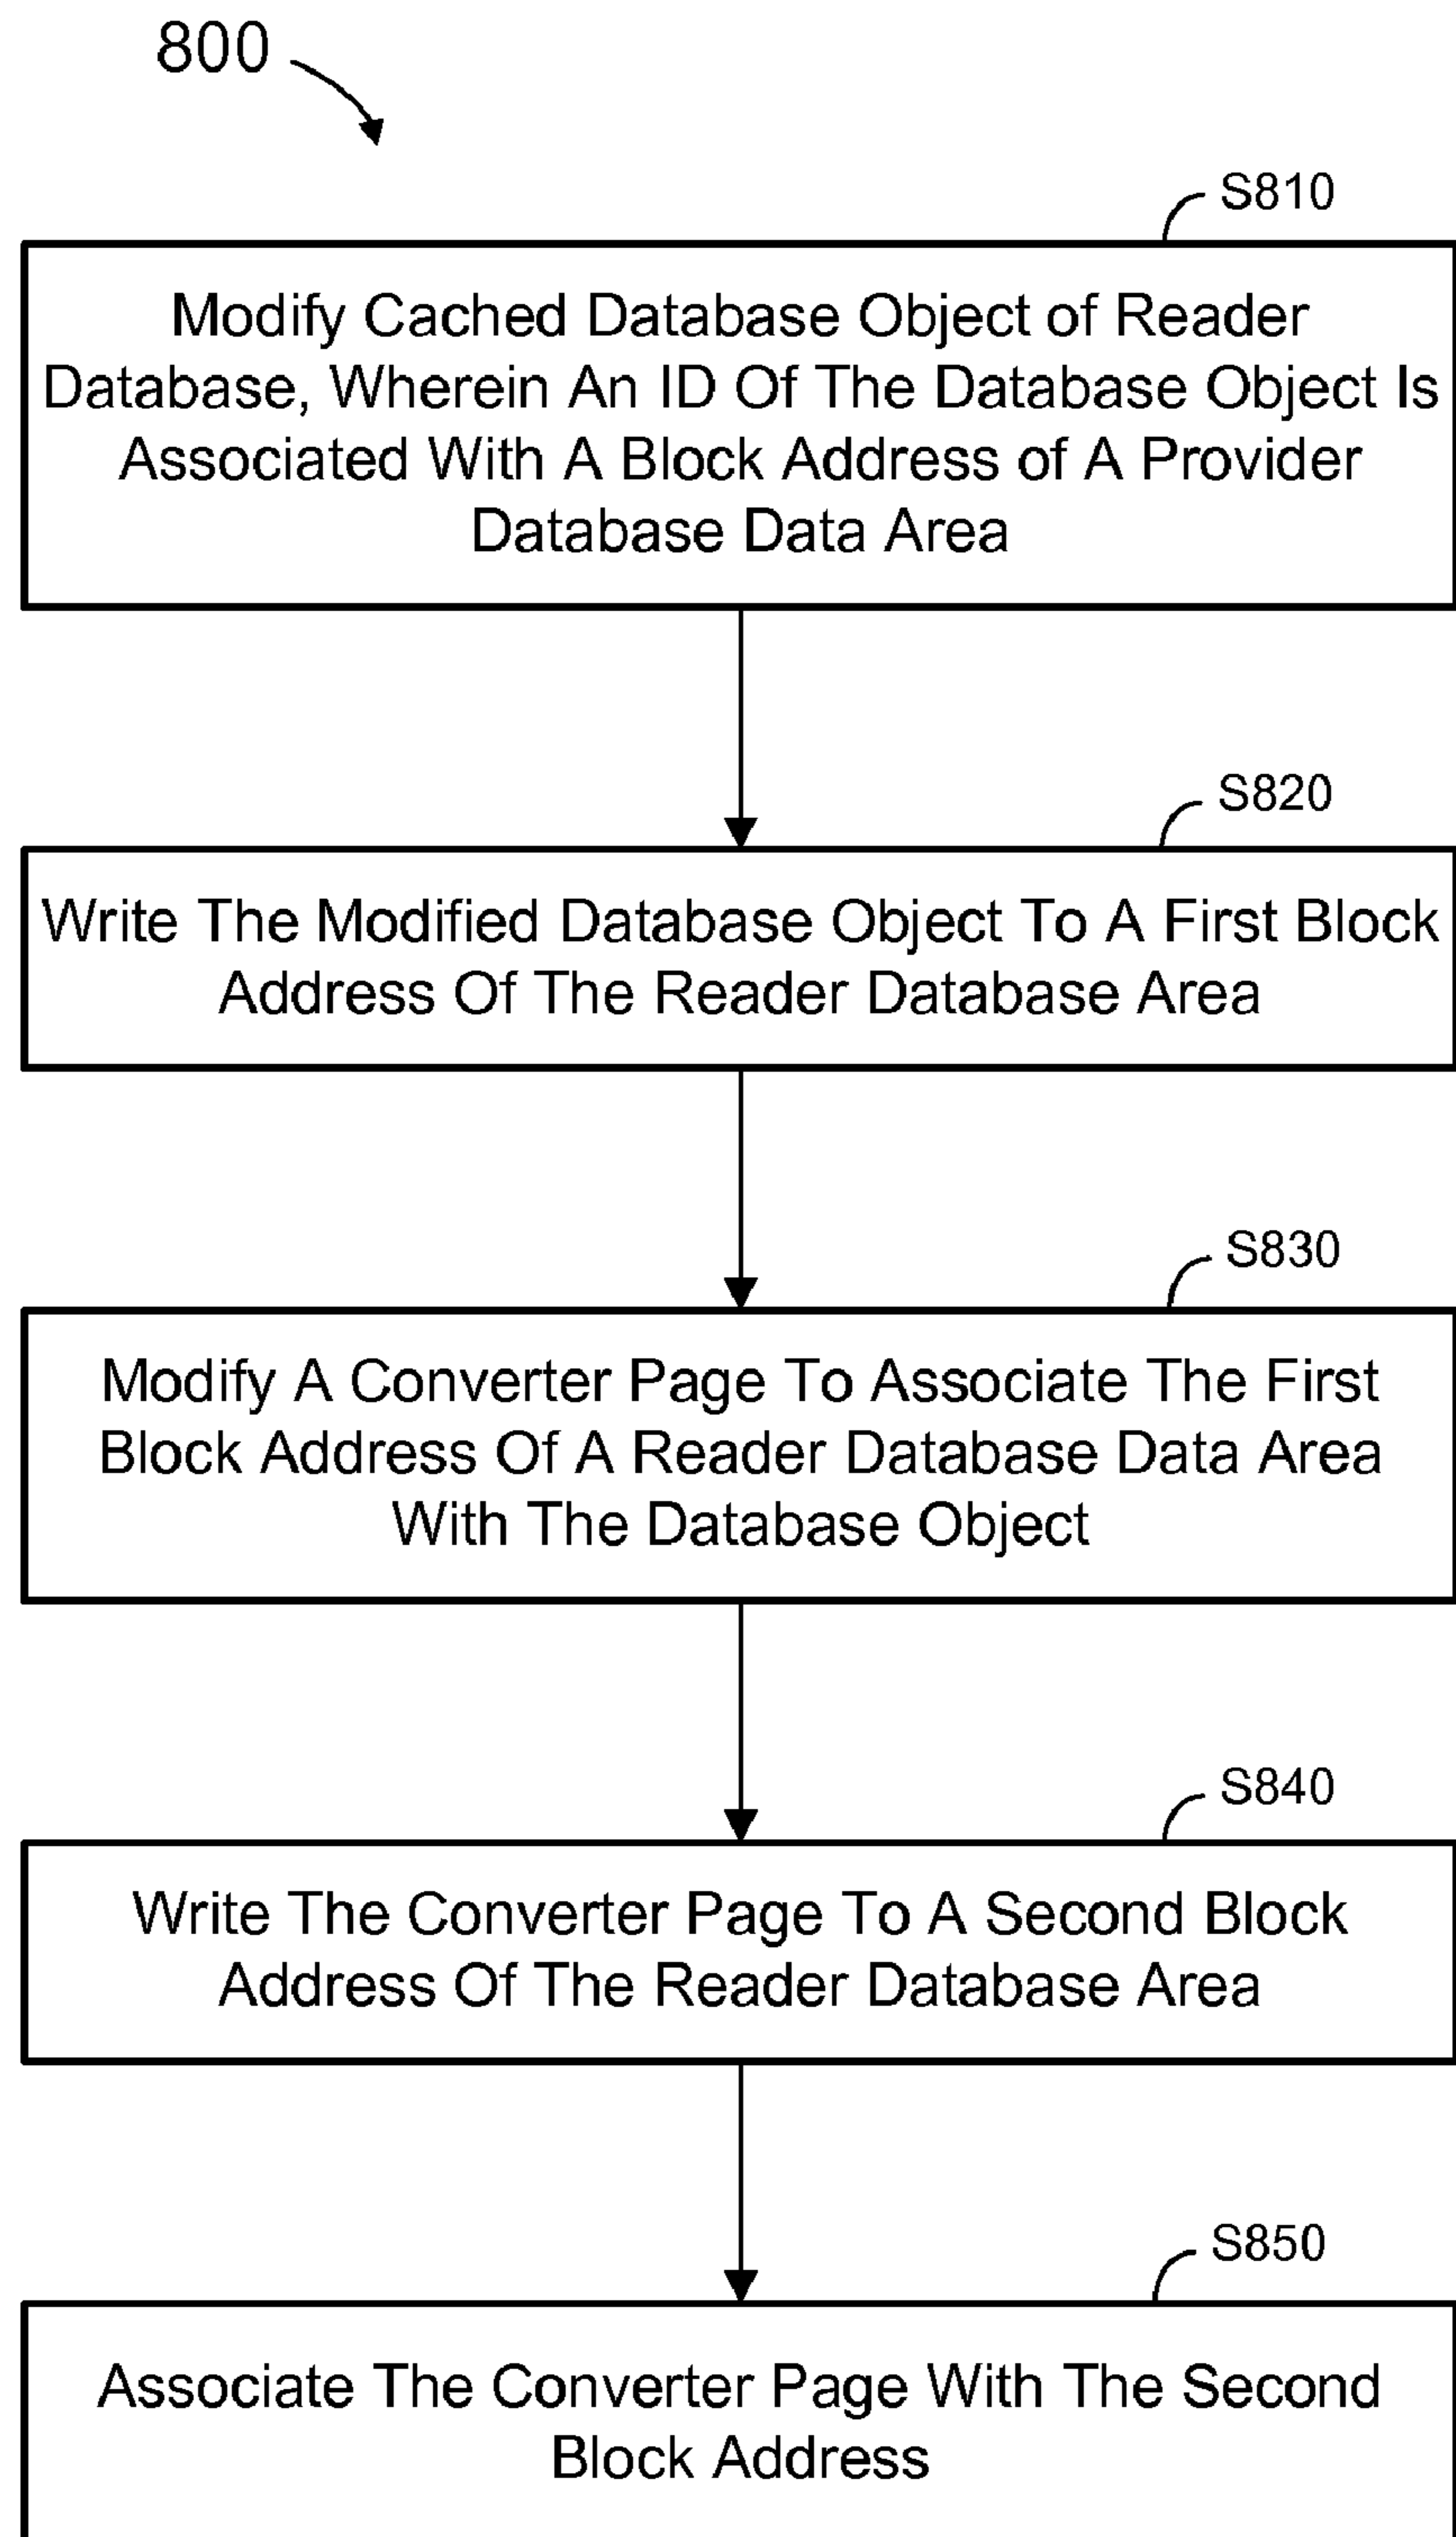 800
S810
Modify Cached Database Object of Reader
Database, Wherein An ID Of The Database Object Is
Associated With A Block Address of A Provider
Database Data Area
S820
Write The Modified Database Object To A First Block
Address Of The Reader Database Area
S830
Modify A Converter Page To Associate The First
Block Address Of A Reader Database Data Area
With The Database Object
S840
Write The Converter Page To A Second Block
Address Of The Reader Database Area
S850
Associate The Converter Page With The Second
Block Address